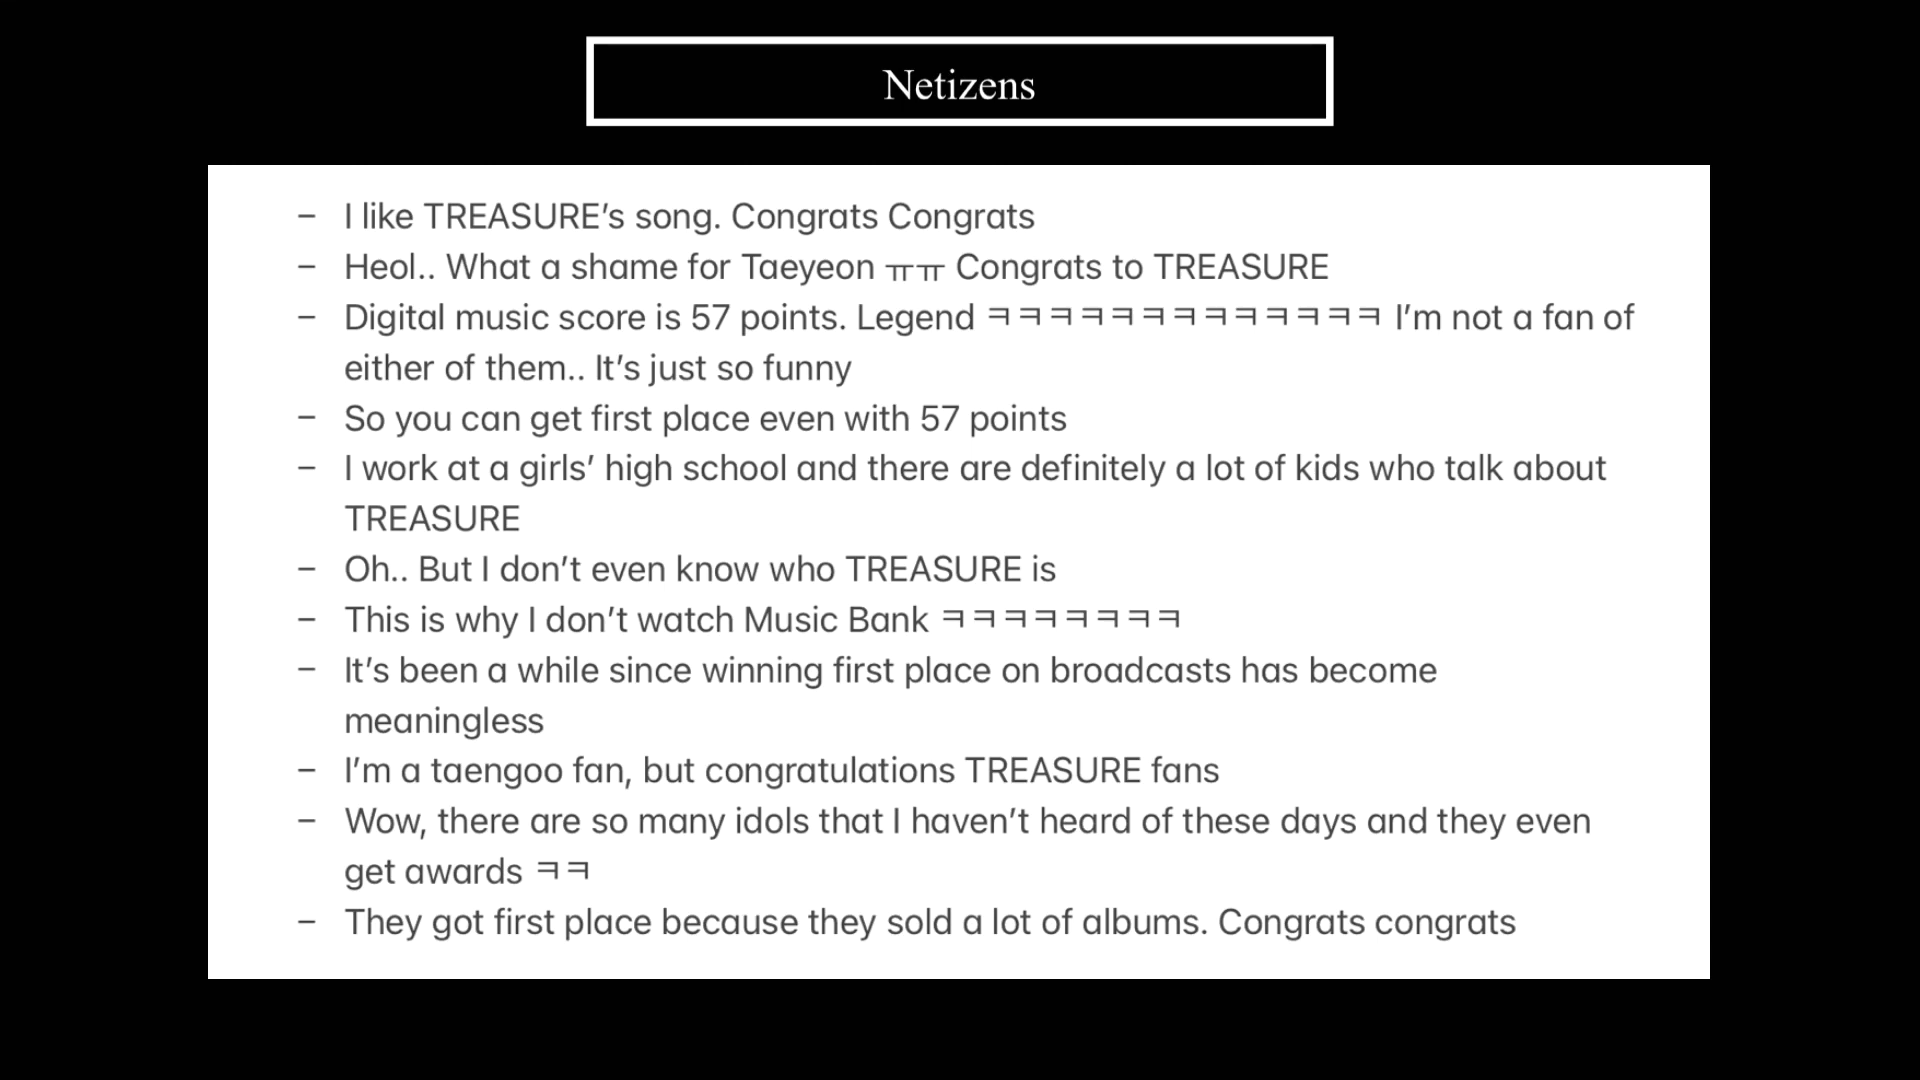 Netizens
– I like TREASURE’s song. Congrats Congrats
– Heol.. What a shame for Taeyeon ㅠㅠ Congrats to TREASURE
– Digital music score is 57 points. Legend ㅋㅋㅋㅋㅋㅋㅋㅋㅋㅋㅋㅋㅋ I’m not a fan of
either of them.. It’s just so funny
– So you can get first place even with 57 points
– I work at a girls’ high school and there are definitely a lot of kids who talk about
TREASURE
– Oh.. But I don’t even know who TREASURE is
– This is why I don’t watch Music Bank ㅋㅋㅋㅋㅋㅋㅋㅋ
– It’s been a while since winning first place on broadcasts has become
meaningless
– I’m a taengoo fan, but congratulations TREASURE fans
– Wow, there are so many idols that I haven’t heard of these days and they even
get awards ㅋㅋ
– They got first place because they sold a lot of albums. Congrats congrats